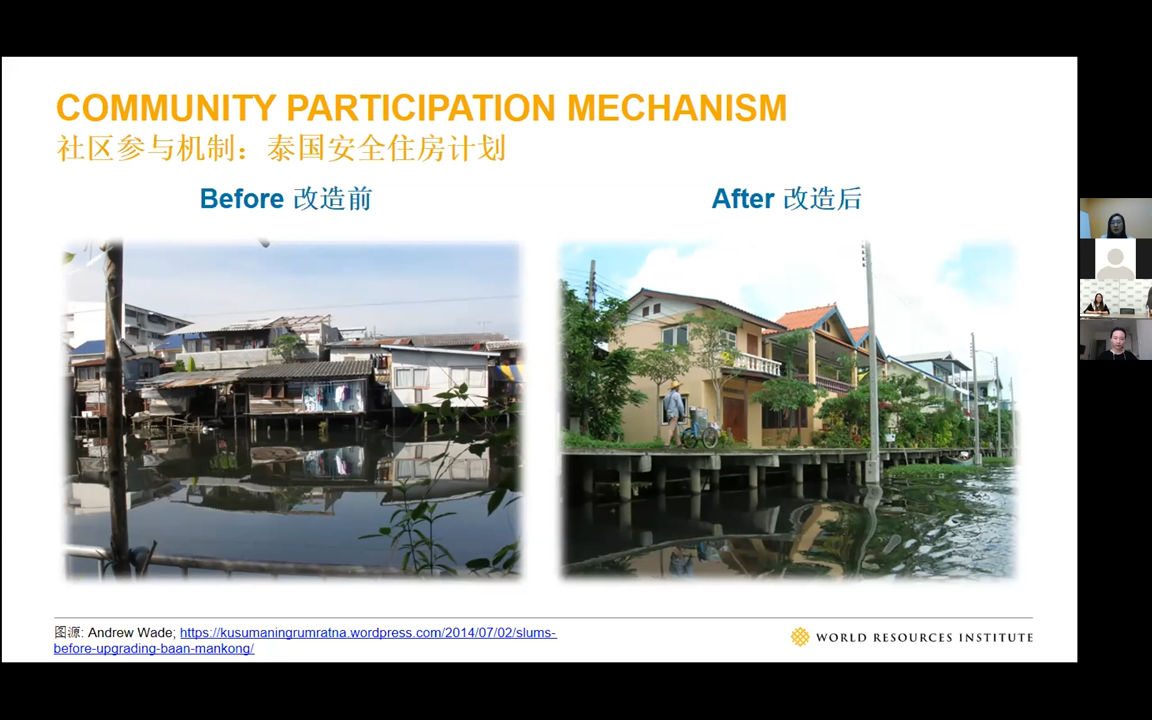 COMMUNITY PARTICIPATION MECHANISM
社区参与机制：泰国安全住房计划
Before 改造前
After 改造后
图源: Andrew Wade; https://kusumaningrumratna.wordpress.com/2014/07/02/slums-
before-upgrading-baan-mankong/
WORLD RESOURCES INSTITUTE